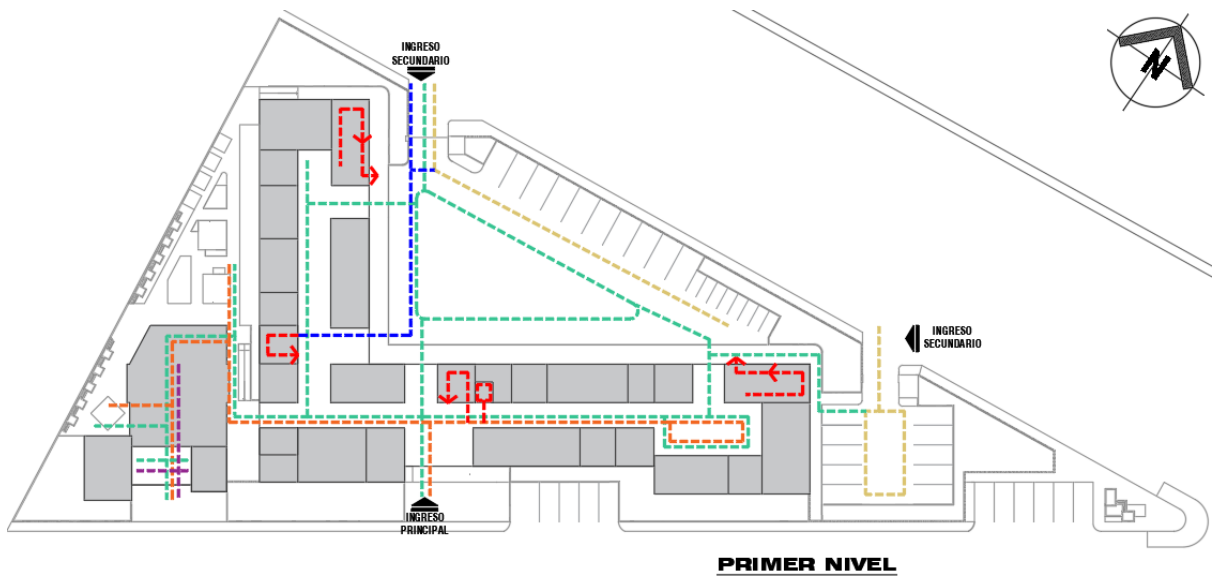 INGRESO
SECUNDARIO
N
INGRESO
SECUNDARIO
INGRESO
PRINCIPAL
PRIMER NIVEL